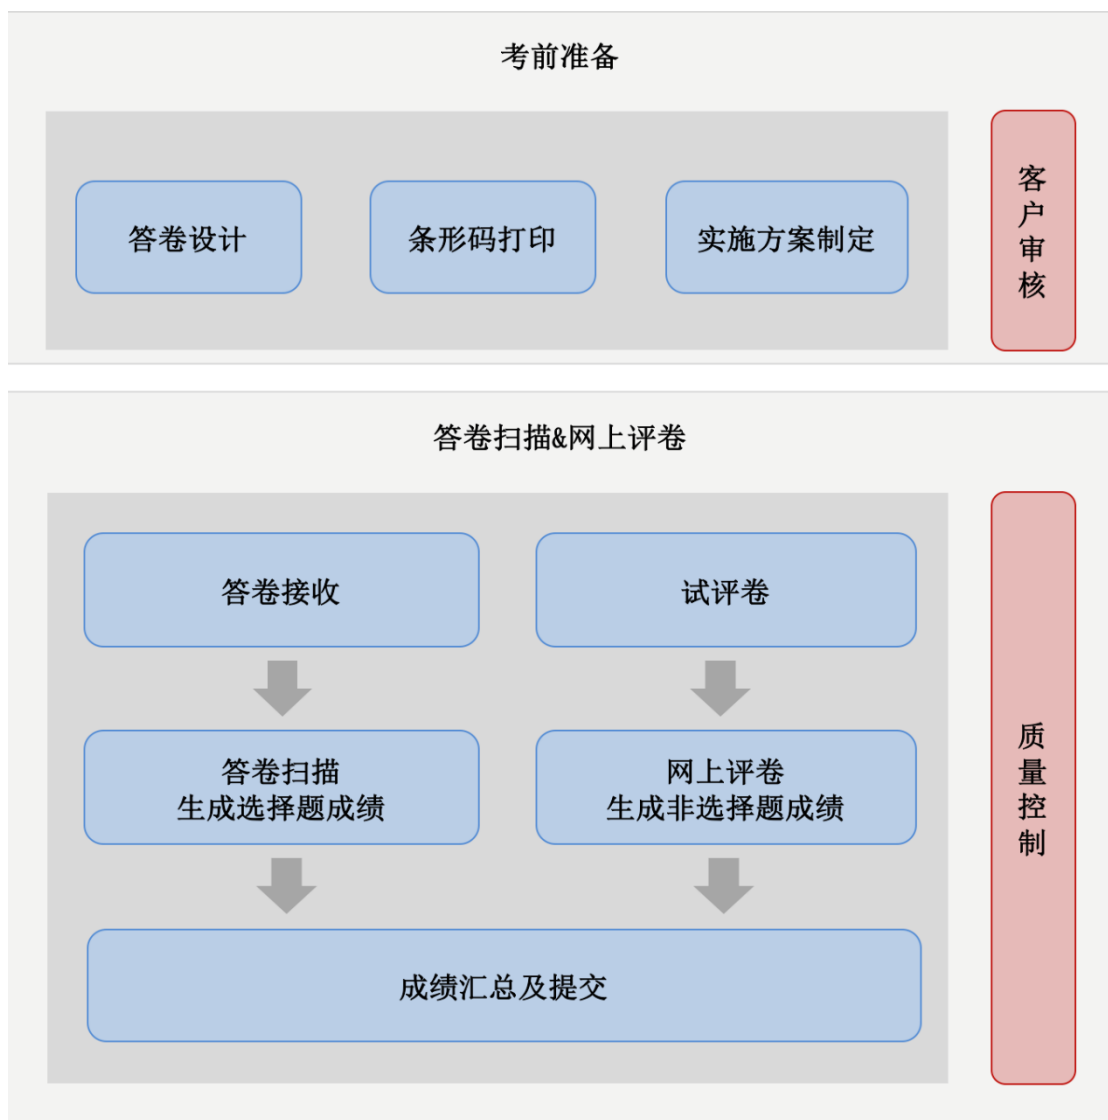 考前准备
答卷设计
条形码打印
实施方案制定
客户审核
答卷扫描&网上评卷
答卷接收
试评卷
答卷扫描
生成选择题成绩
网上评卷
生成非选择题成绩
成绩汇总及提交
质量控制